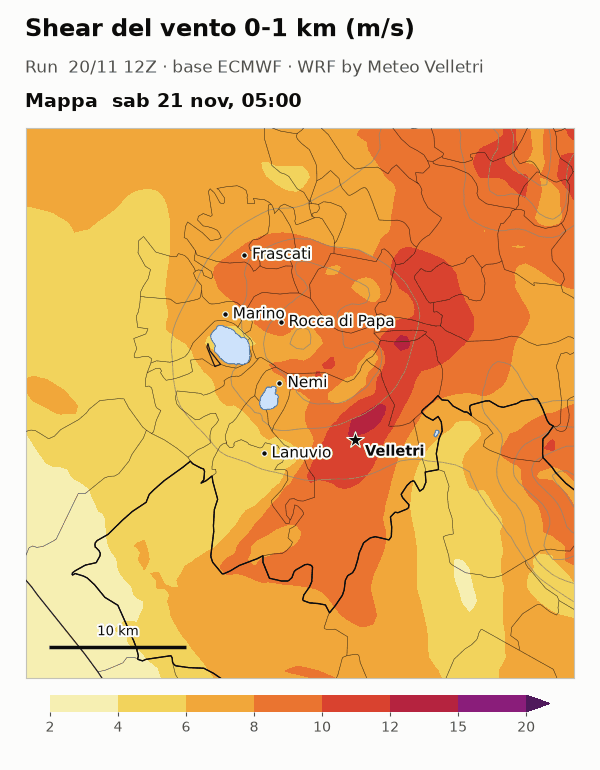 Shear del vento 0-1 km (m/s)
Run  20/11 12Z · base ECMWF · WRF by Meteo Velletri
Mappa  sab 21 nov, 05:00
Frascati
Marino
Rocca di Papa
Nemi
Velletri
Lanuvio
10 km
2 4 6 8 10 12 15 20